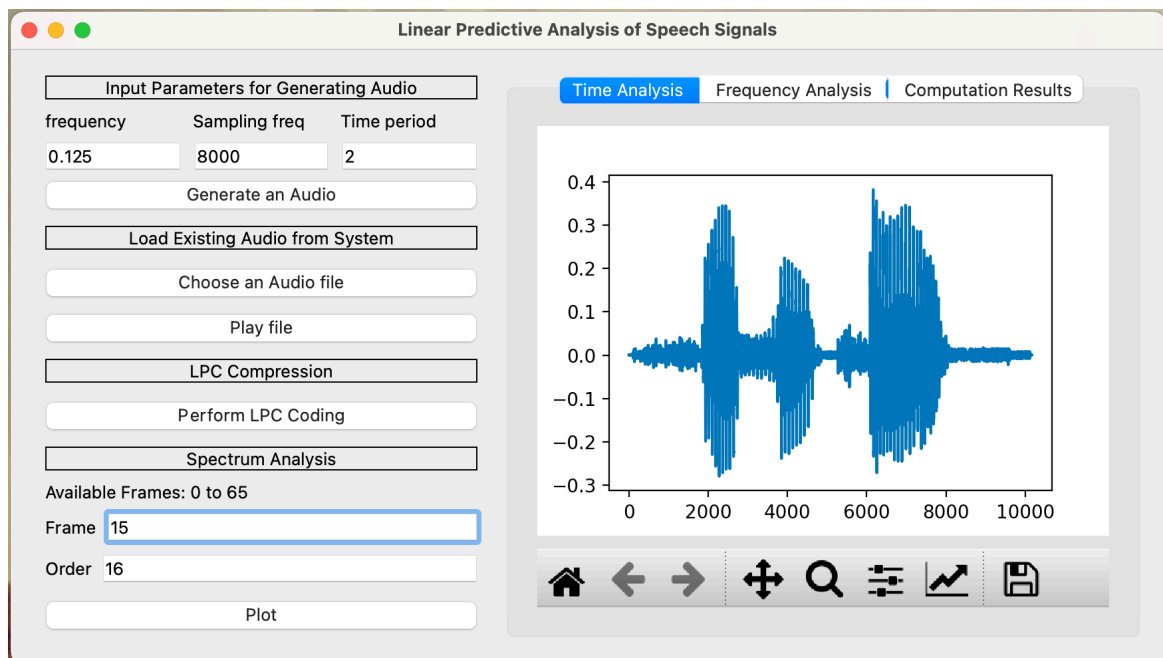 Linear Predictive Analysis of Speech Signals
Input Parameters for Generating Audio
frequency Sampling freq Time period
0.125 8000 2
Generate an Audio
Load Existing Audio from System
Choose an Audio file
Play file
LPC Compression
Perform LPC Coding
Spectrum Analysis
Available Frames: 0 to 65
Frame 15
Order 16
Plot
Time Analysis Frequency Analysis Computation Results
0.4
0.3
0.2
0.1
0.0
−0.1
−0.2
−0.3
0 2000 4000 6000 8000 10000